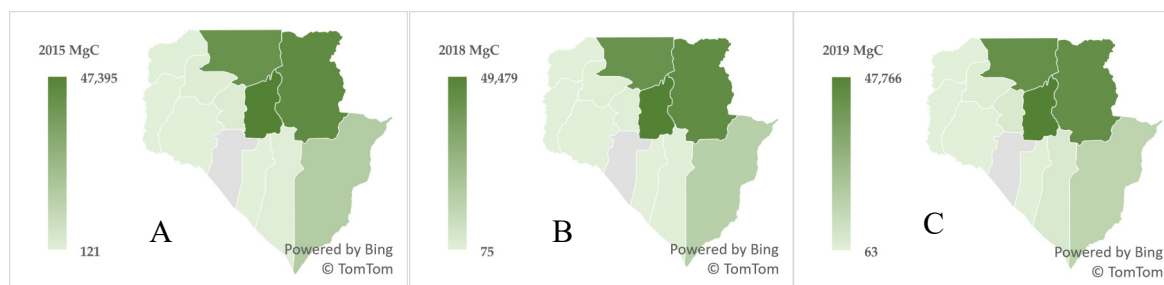 2015 MgC
47,395
121
A
Powered by Bing
© TomTom
2018 MgC
49,479
75
B
Powered by Bing
© TomTom
2019 MgC
47,766
63
C
Powered by Bing
© TomTom